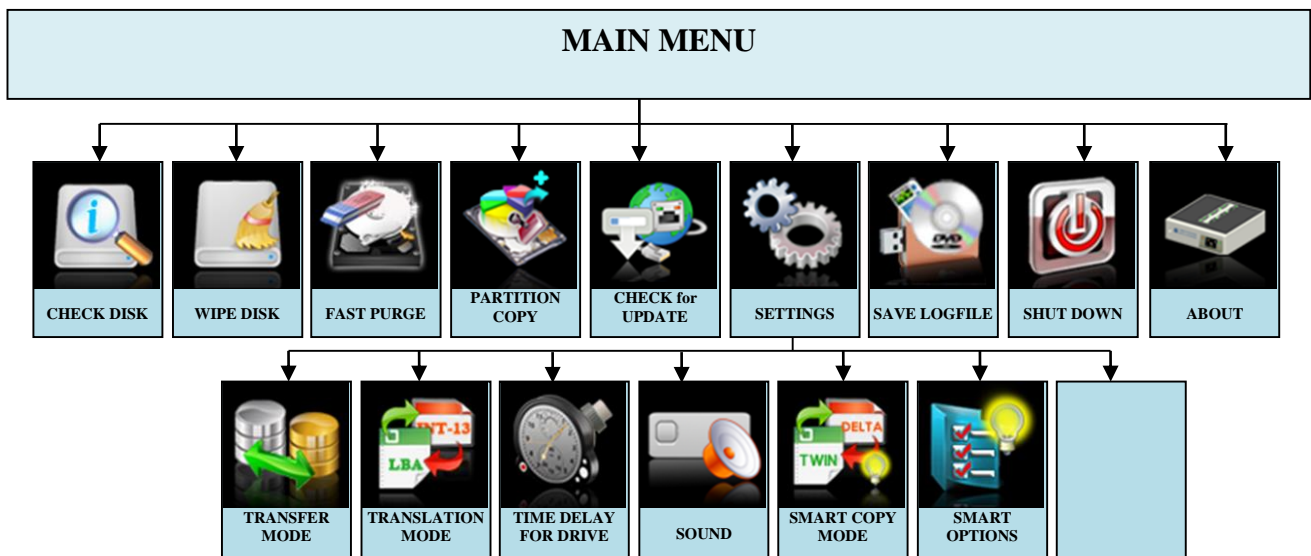 MAIN MENU
CHECK DISK
WIPE DISK
FAST PURGE
PARTITION
COPY
CHECK for
UPDATE
SETTINGS
SAVE LOGFILE
SHUT DOWN
ABOUT
DVD
TRANSFER
MODE
INT-13
LBA
TRANSLATION
MODE
TIME DELAY
FOR DRIVE
SOUND
DELTA
TWIN
SMART COPY
MODE
SMART
OPTIONS